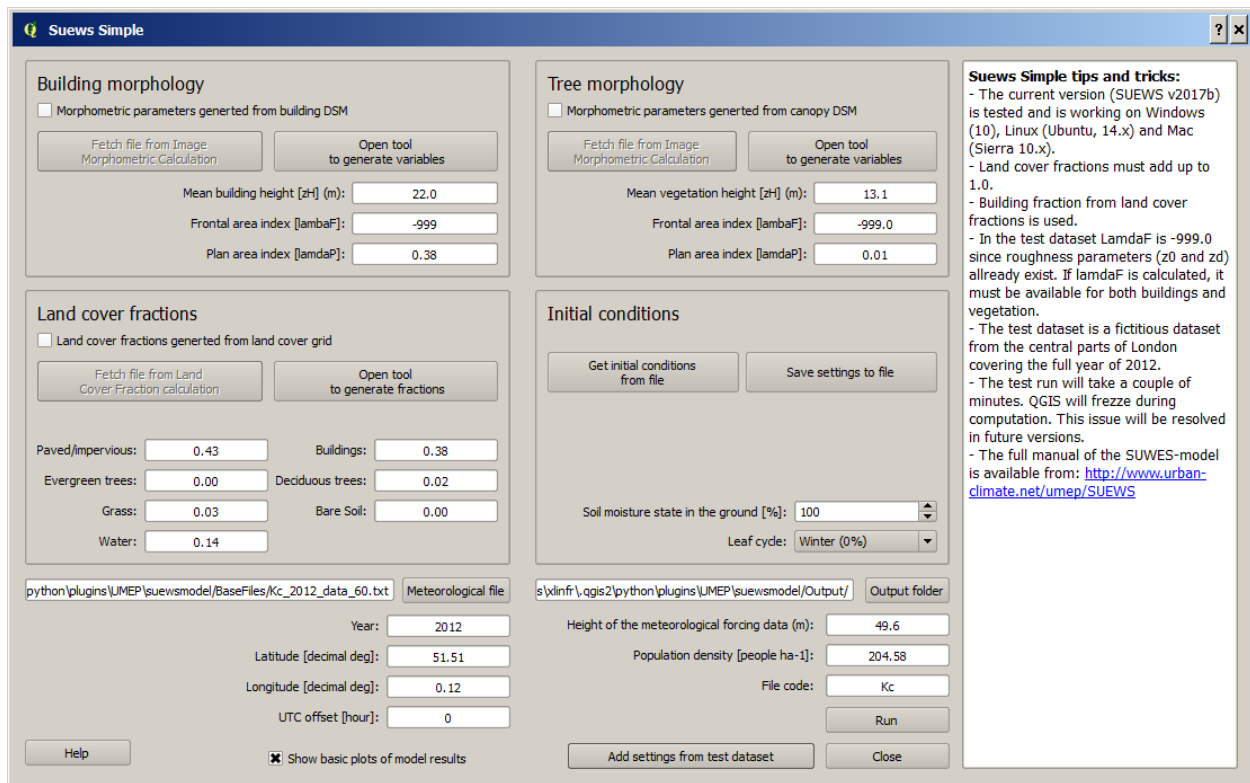 Suews Simple
? ×
Building morphology
Morphometric parameters generted from building DSM
Fetch file from Image
Morphometric Calculation
Open tool
to generate variables
Mean building height [zH] (m): 22.0
Frontal area index [lambaF]: -999
Plan area index [lamdaP]: 0.38
Tree morphology
Morphometric parameters generted from canopy DSM
Fetch file from Image
Morphometric Calculation
Open tool
to generate variables
Mean vegetation height [zH] (m): 13.1
Frontal area index [lambaF]: -999.0
Plan area index [lamdaP]: 0.01
Land cover fractions
Land cover fractions generted from land cover grid
Fetch file from Land
Cover Fraction calculation
Open tool
to generate fractions
Paved/impervious: 0.43 Buildings: 0.38
Evergreen trees: 0.00 Deciduous trees: 0.02
Grass: 0.03 Bare Soil: 0.00
Water: 0.14
Initial conditions
Get initial conditions
from file
Save settings to file
Soil moisture state in the ground [%]: 100
Leaf cycle: Winter (0%)
python\plugins\UMEP\suewsmodel/BaseFiles/Kc_2012_data_60.txt Meteorological file
Year: 2012
Latitude [decimal deg]: 51.51
Longitude [decimal deg]: 0.12
UTC offset [hour]: 0
Help
Show basic plots of model results
s\xlinfr\.qgis2\python\plugins\UMEP\suewsmodel/Output/ Output folder
Height of the meteorological forcing data (m): 49.6
Population density [people ha-1]: 204.58
File code: Kc
Run
Add settings from test dataset Close
Suews Simple tips and tricks:
- The current version (SUEWS v2017b)
is tested and is working on Windows
(10), Linux (Ubuntu, 14.x) and Mac
(Sierra 10.x).
- Land cover fractions must add up to
1.0.
- Building fraction from land cover
fractions is used.
- In the test dataset LamdaF is -999.0
since roughness parameters (z0 and zd)
allready exist. If lamdaF is calculated, it
must be available for both buildings and
vegetation.
- The test dataset is a fictitious dataset
from the central parts of London
covering the full year of 2012.
- The test run will take a couple of
minutes. QGIS will frezze during
computation. This issue will be resolved
in future versions.
- The full manual of the SUWES-model
is available from: http://www.urban-
climate.net/umep/SUEWS